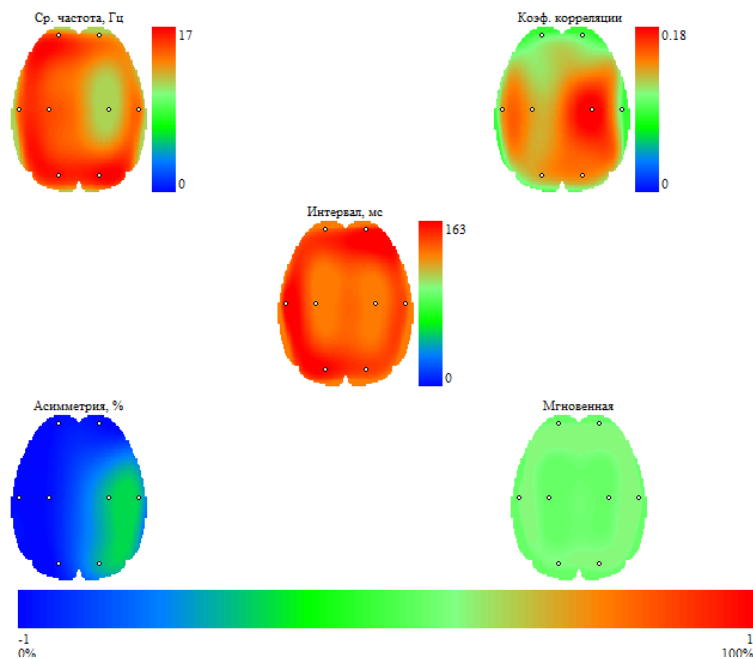 Ср. частота, Гц
17
0
Коэф. корреляции
0.18
0
Интервал, мс
163
0
Асимметрия, %
Мгновенная
-1
1
0%
100%